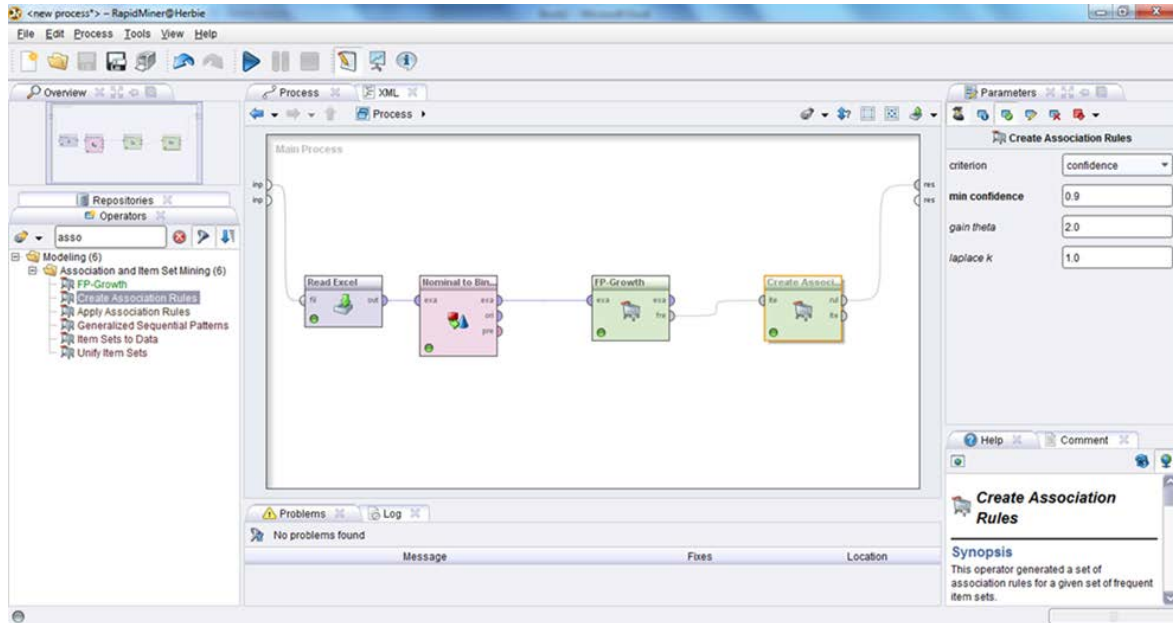 <new process*> – RapidMiner@Herbie
File Edit Process Tools View Help
Overview
Process
XML
Parameters
Process
Main Process
Create Association Rules
criterion
confidence
min confidence
0.9
gain theta
2.0
laplace k
1.0
inp
inp
res
res
Repositories
Operators
asso
Modeling (6)
Association and Item Set Mining (6)
FP-Growth
Create Association Rules
Apply Association Rules
Generalized Sequential Patterns
Item Sets to Data
Unify Item Sets
Read Excel
fil
out
Nominal to Bin...
exa
exa
ori
pre
FP-Growth
exa
exa
fre
Create Associ...
ite
rul
ite
Help
Comment
Create Association
Rules
Synopsis
This operator generated a set of
association rules for a given set of frequent
item sets.
Problems
Log
No problems found
Message Fixes Location